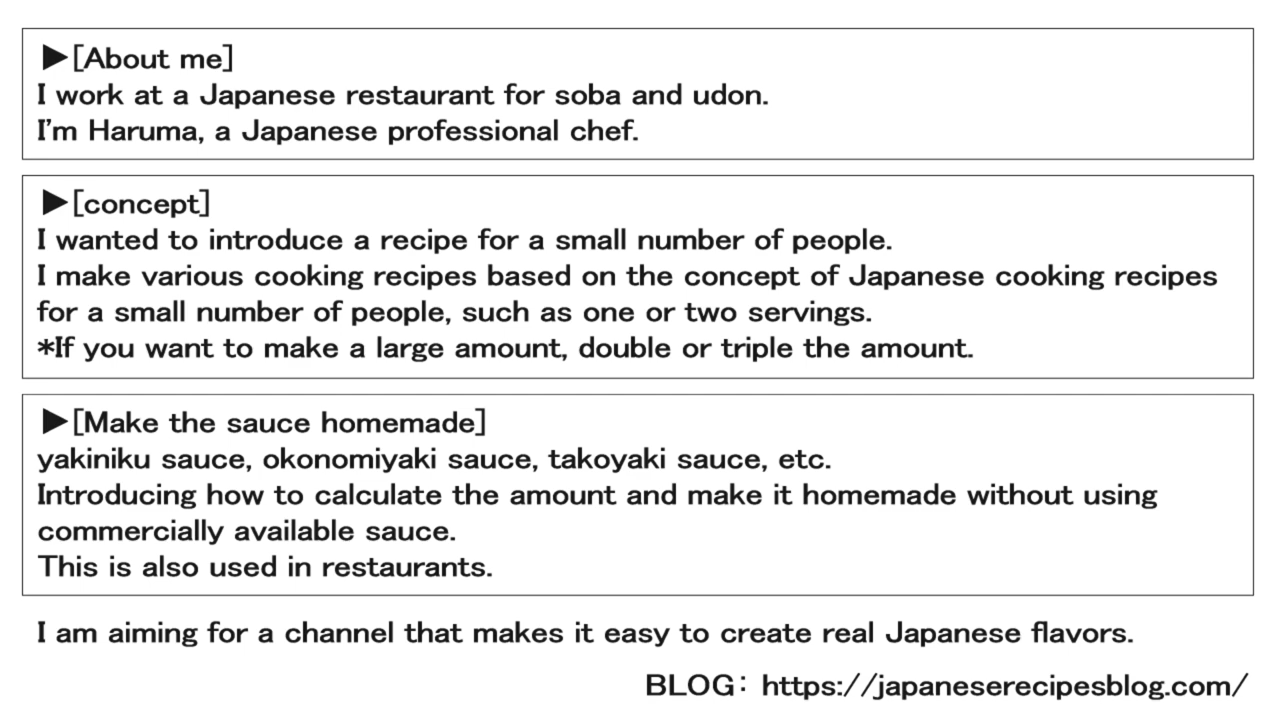 ▶[About me]
I work at a Japanese restaurant for soba and udon.
I'm Haruma, a Japanese professional chef.
▶[concept]
I wanted to introduce a recipe for a small number of people.
I make various cooking recipes based on the concept of Japanese cooking recipes
for a small number of people, such as one or two servings.
*If you want to make a large amount, double or triple the amount.
▶[Make the sauce homemade]
yakiniku sauce, okonomiyaki sauce, takoyaki sauce, etc.
Introducing how to calculate the amount and make it homemade without using
commercially available sauce.
This is also used in restaurants.
I am aiming for a channel that makes it easy to create real Japanese flavors.
BLOG: https://japaneserecipesblog.com/